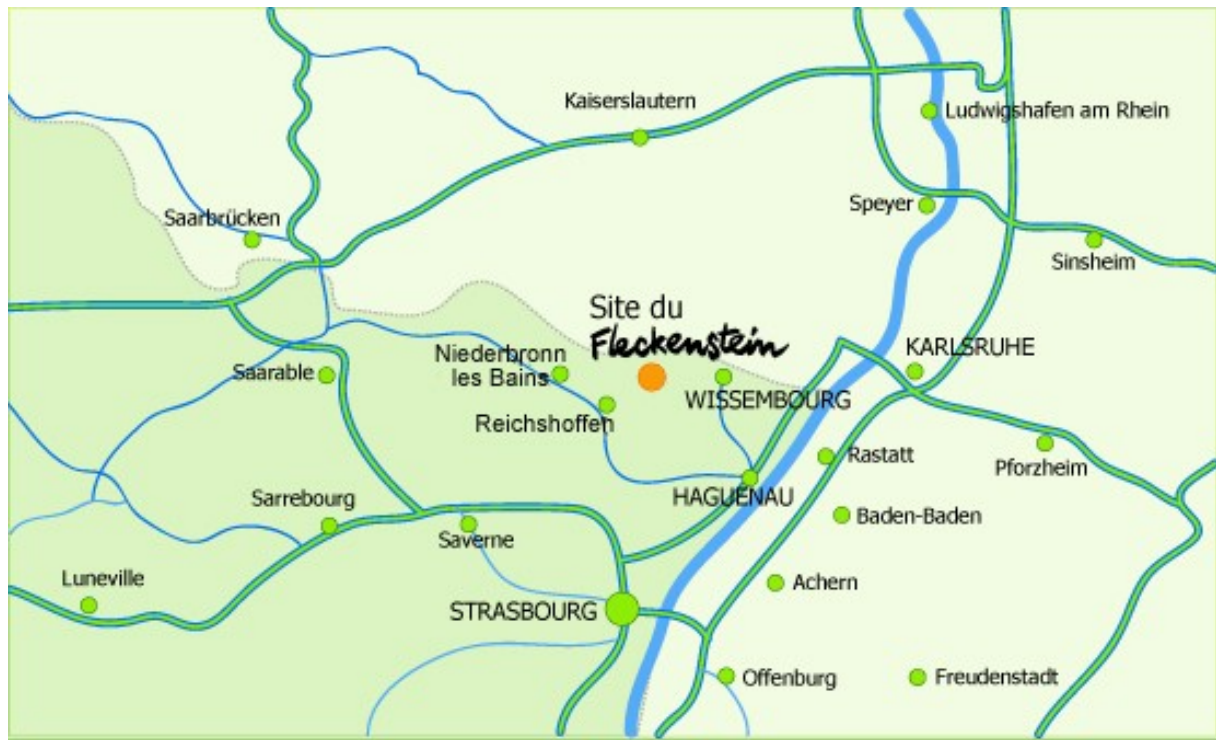 Kaiserslautern
Ludwigshafen am Rhein
Speyer
Saarbrücken
Sinsheim
Site du
Fleckenstein
KARLSRUHE
Niederbronn
les Bains
Saarable
WISSEMBOURG
Reichshoffen
Rastatt
Pforzheim
HAGUENAU
Sarrebourg
Baden-Baden
Saverne
Luneville
Achern
STRASBOURG
Offenburg
Freudenstadt